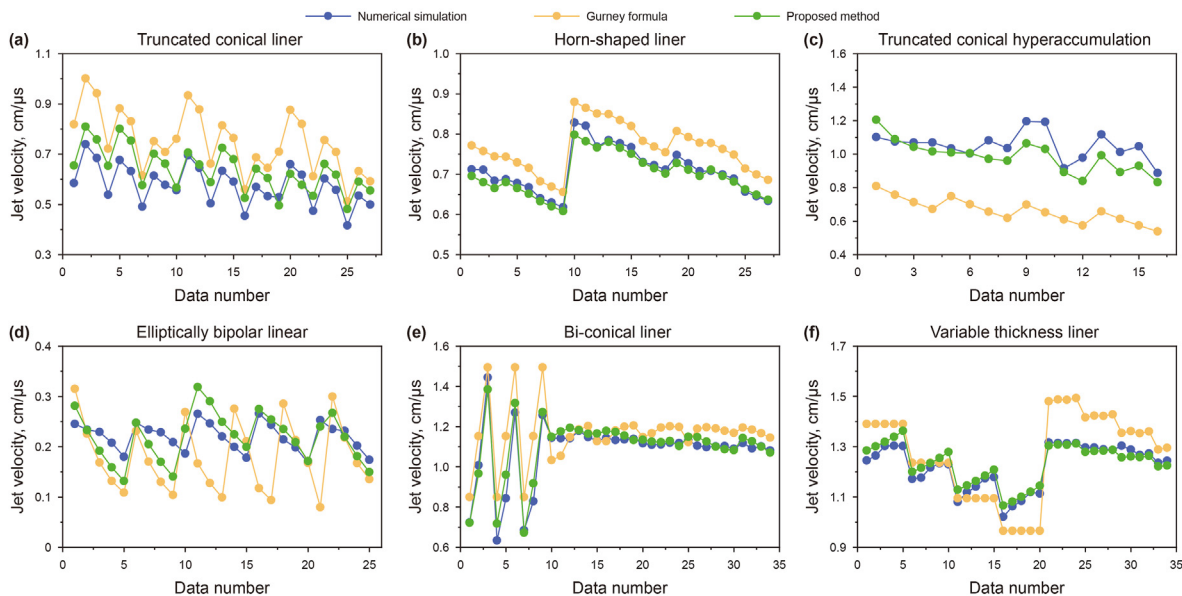 Numerical simulation Gurney formula Proposed method
(a) Truncated conical liner
Jet velocity, cm/μs
1.1
0.9
0.7
0.5
0.3
0 5 10 15 20 25
Data number
(b) Horn-shaped liner
Jet velocity, cm/μs
1.0
0.9
0.8
0.7
0.6
0.5
0 5 10 15 20 25
Data number
(c) Truncated conical hyperaccumulation
Jet velocity, cm/μs
1.6
1.4
1.2
1.0
0.8
0.6
0.4
0 3 6 9 12 15
Data number
(d) Elliptically bipolar linear
Jet velocity, cm/μs
0.4
0.3
0.2
0.1
0
0 5 10 15 20 25
Data number
(e) Bi-conical liner
Jet velocity, cm/μs
1.6
1.4
1.2
1.0
0.8
0.6
0 5 10 15 20 25 30 35
Data number
(f) Variable thickness liner
Jet velocity, cm/μs
1.7
1.5
1.3
1.1
0.9
0 5 10 15 20 25 30 35
Data number